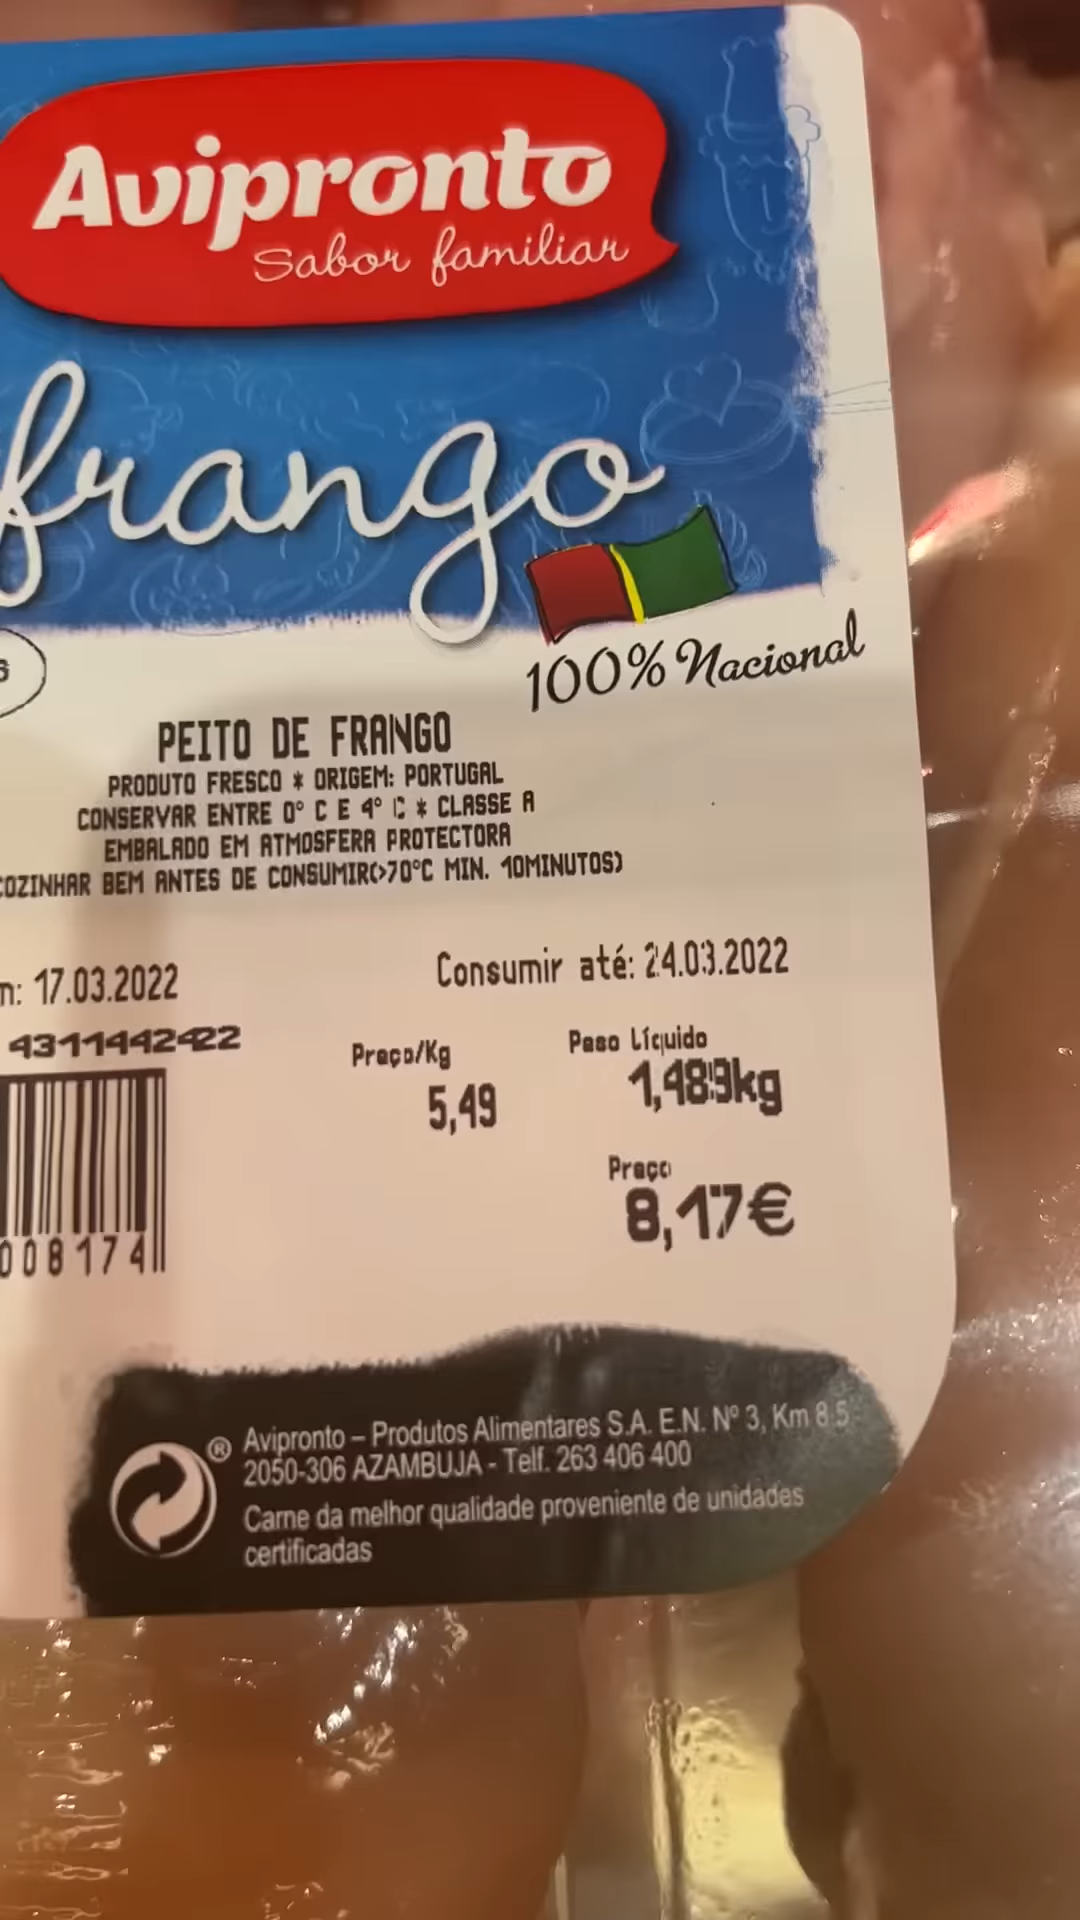 Avipronto
Sabor familiar
frango
100% Nacional
PEITO DE FRANGO
PRODUTO FRESCO * ORIGEM: PORTUGAL
CONSERVAR ENTRE 0° C E 4° C * CLASSE A
EMBALADO EM ATMOSFERA PROTECTORA
COZINHAR BEM ANTES DE CONSUMIR(>70°C MIN. 10MINUTOS)
17.03.2022
Consumir até: 24.03.2022
4311442422
Preço/Kg
Peso Líquido
5,49
1,489kg
Preço
8,17€
008174
® Avipronto – Produtos Alimentares S.A. E.N. Nº 3, Km 8.5
2050-306 AZAMBUJA - Telf. 263 406 400
Carne da melhor qualidade proveniente de unidades
certificadas